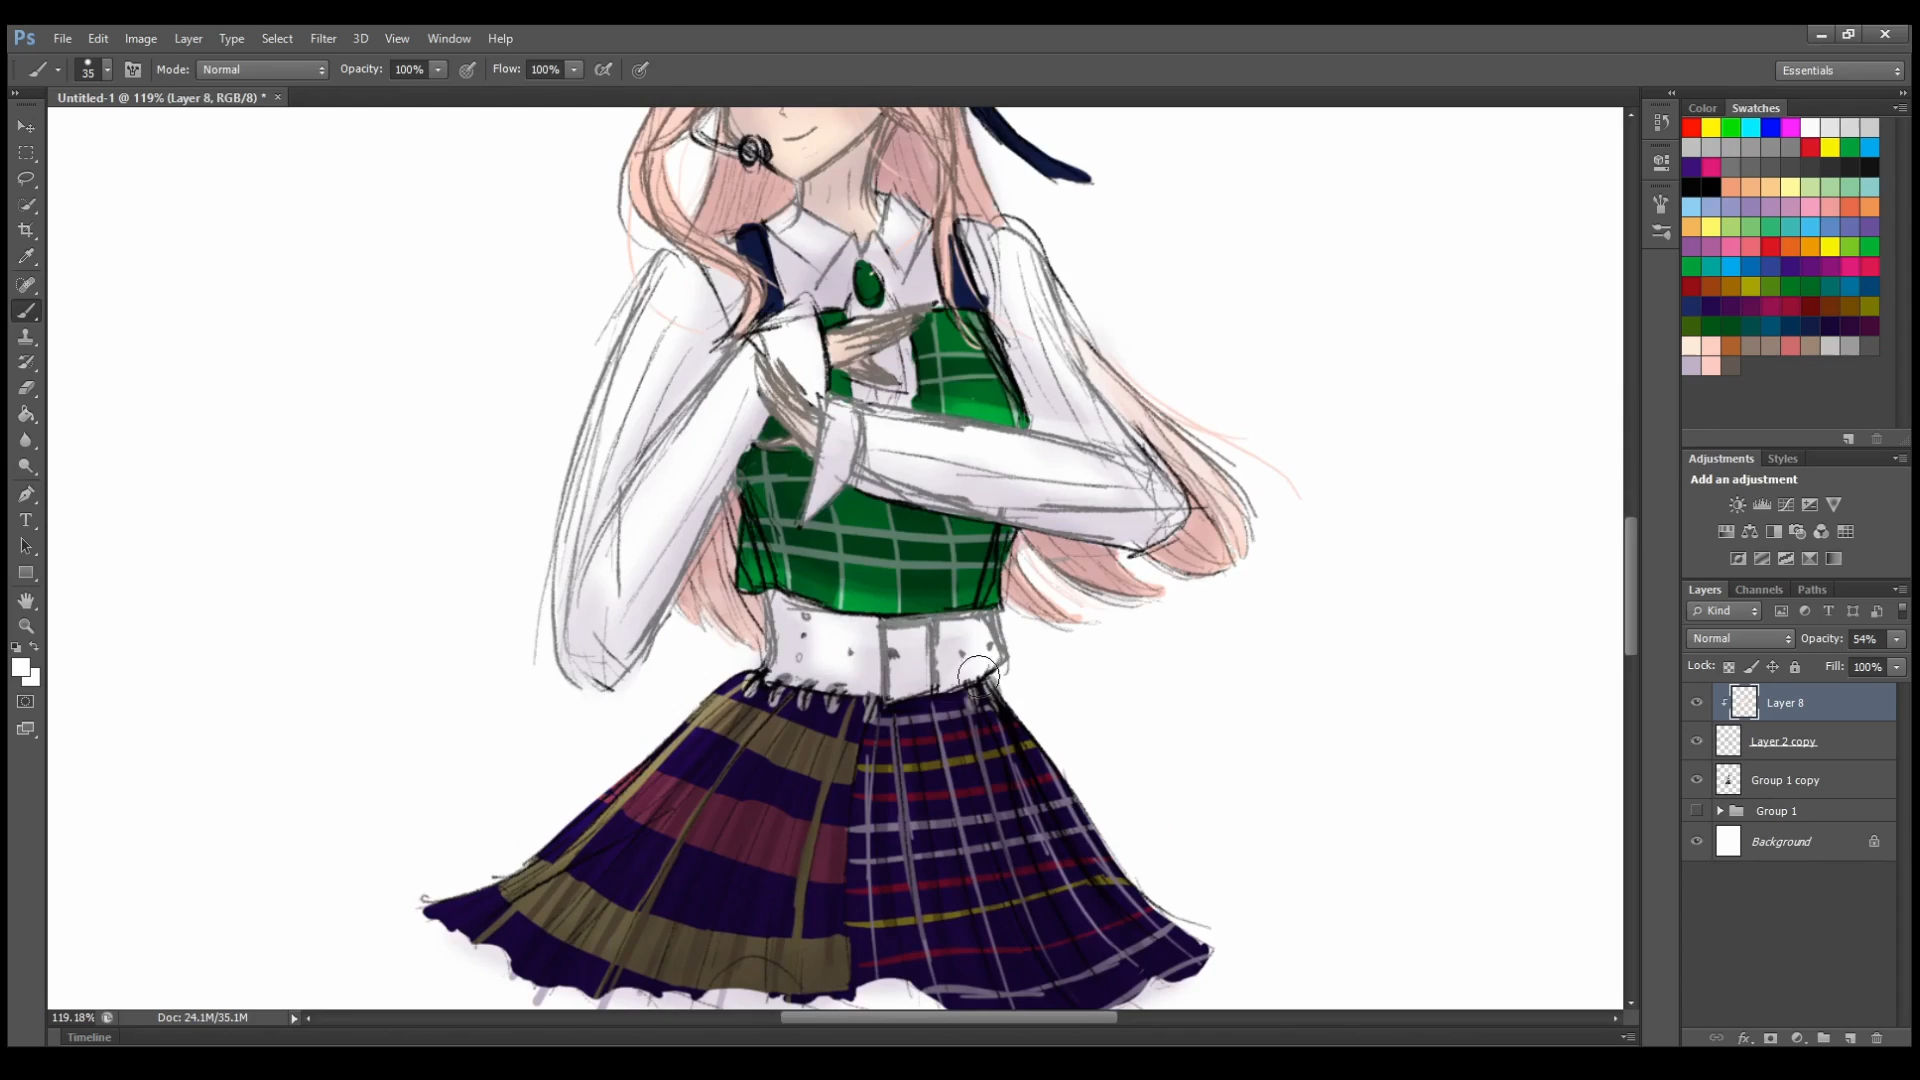 Ps File Edit Image Layer Type Select Filter 3D View Window Help
35 Mode: Normal Opacity: 100% Flow: 100% Essentials
Untitled-1 @ 119% (Layer 8, RGB/8) * ×
Color Swatches
Adjustments Styles
Add an adjustment
Layers Channels Paths
Kind
Normal Opacity: 54%
Lock: Fill: 100%
Layer 8
Layer 2 copy
Group 1 copy
Group 1
Background
119.18% Doc: 24.1M/35.1M
Timeline